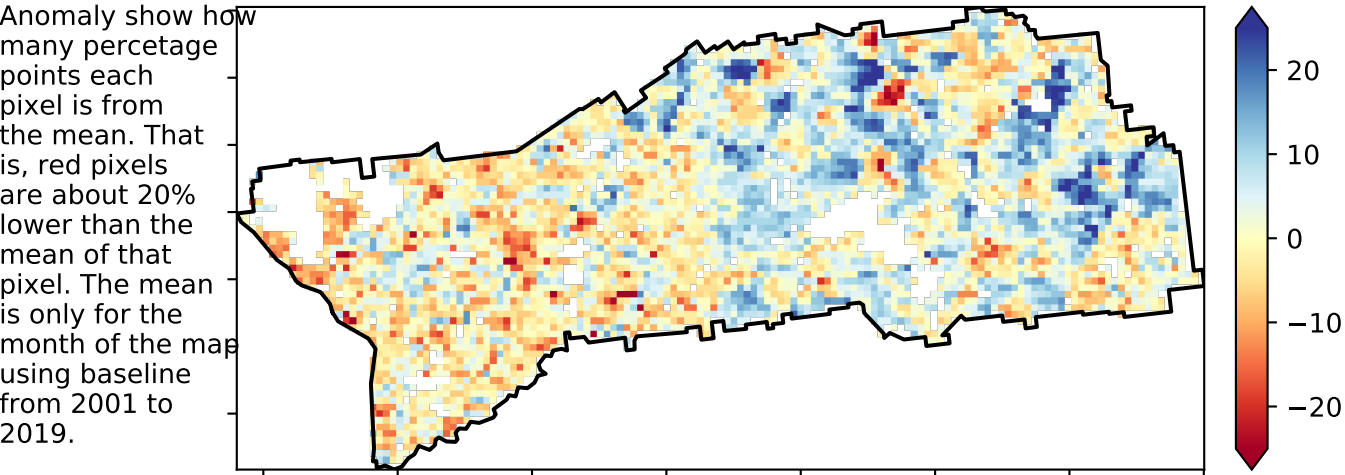 Anomaly show how
many percetage
points each
pixel is from
the mean. That
is, red pixels
are about 20%
lower than the
mean of that
pixel. The mean
is only for the
month of the map
using baseline
from 2001 to
2019.
20
10
0
−10
−20